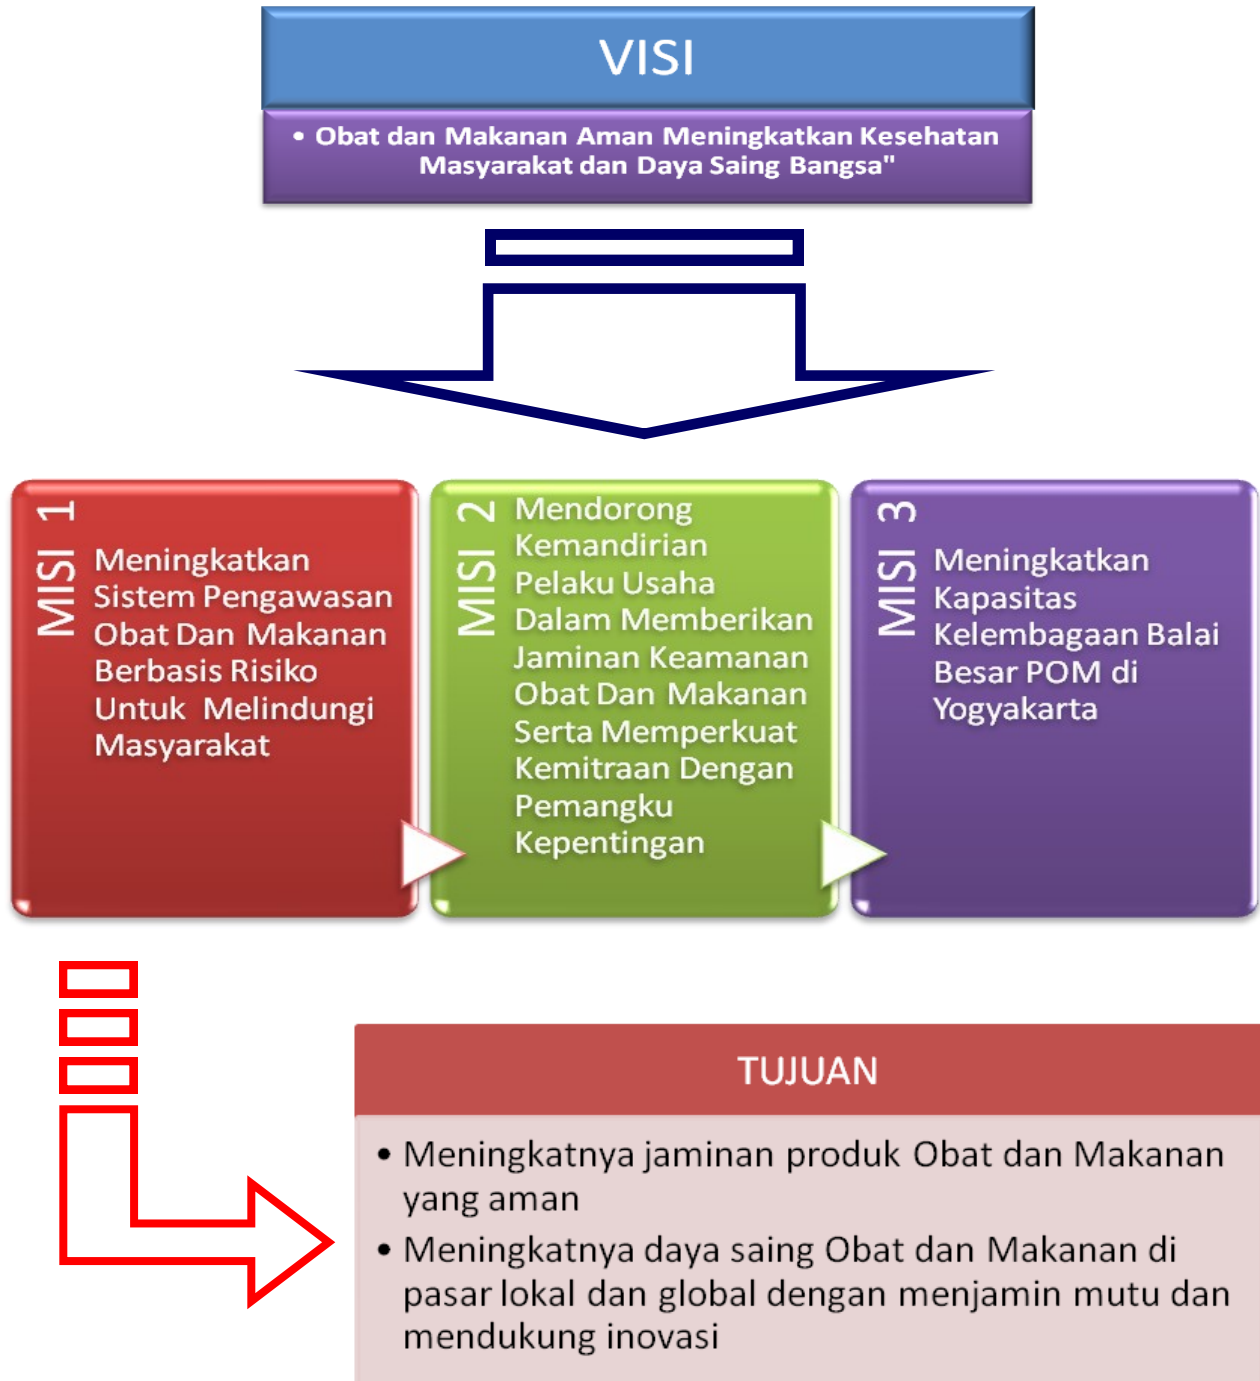 VISI
• Obat dan Makanan Aman Meningkatkan Kesehatan
Masyarakat dan Daya Saing Bangsa"
MISI 1
Meningkatkan
Sistem Pengawasan
Obat Dan Makanan
Berbasis Risiko
Untuk Melindungi
Masyarakat
MISI 2
Mendorong
Kemandirian
Pelaku Usaha
Dalam Memberikan
Jaminan Keamanan
Obat Dan Makanan
Serta Memperkuat
Kemitraan Dengan
Pemangku
Kepentingan
MISI 3
Meningkatkan
Kapasitas
Kelembagaan Balai
Besar POM di
Yogyakarta
TUJUAN
• Meningkatnya jaminan produk Obat dan Makanan
yang aman
• Meningkatnya daya saing Obat dan Makanan di
pasar lokal dan global dengan menjamin mutu dan
mendukung inovasi